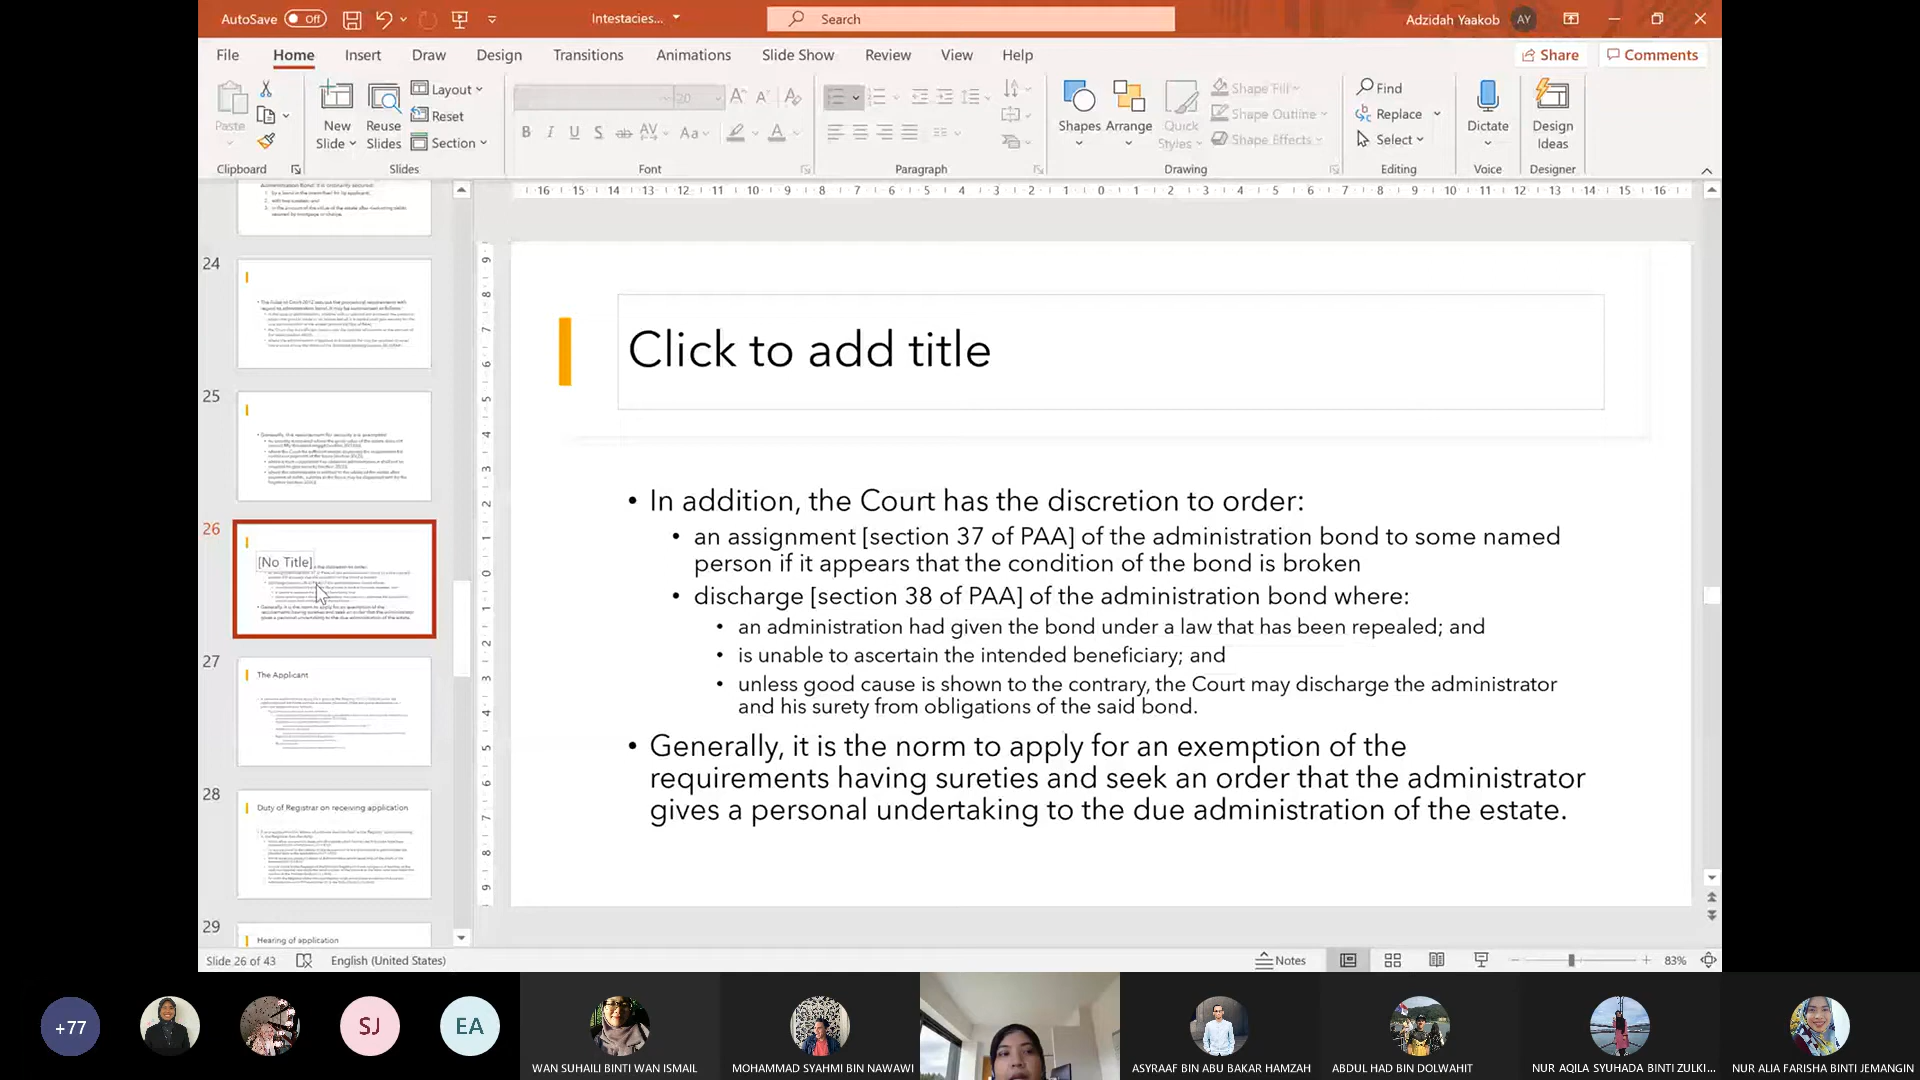 AutoSave Off Intestacies... Search Adzidah Yaakob AY
File Home Insert Draw Design Transitions Animations Slide Show Review View Help Share Comments
Paste New Slide Reuse Slides Layout Reset Section 20 Shapes Arrange Quick Styles Shape Fill Shape Outline Shape Effects Find Replace Select Dictate Design Ideas
Clipboard Slides Font Paragraph Drawing Editing Voice Designer
24
25
26
[No Title]
27
The Applicant
28
Duty of Registrar on receiving application
29
Hearing of application
Click to add title
• In addition, the Court has the discretion to order:
• an assignment [section 37 of PAA] of the administration bond to some named
person if it appears that the condition of the bond is broken
• discharge [section 38 of PAA] of the administration bond where:
• an administration had given the bond under a law that has been repealed; and
• is unable to ascertain the intended beneficiary; and
• unless good cause is shown to the contrary, the Court may discharge the administrator
and his surety from obligations of the said bond.
• Generally, it is the norm to apply for an exemption of the
requirements having sureties and seek an order that the administrator
gives a personal undertaking to the due administration of the estate.
Slide 26 of 43 English (United States) Notes 83%
+77 SJ EA
WAN SUHAILI BINTI WAN ISMAIL MOHAMMAD SYAHMI BIN NAWAWI ASYRAAF BIN ABU BAKAR HAMZAH ABDUL HAD BIN DOLWAHIT NUR AQILA SYUHADA BINTI ZULKI... NUR ALIA FARISHA BINTI JEMANGIN